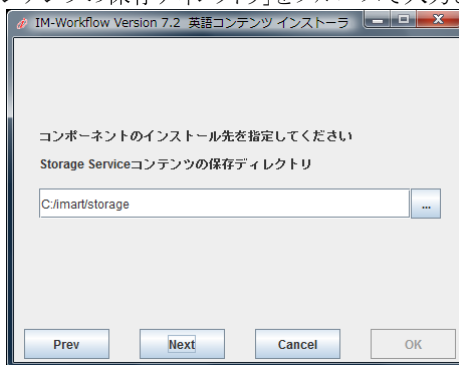 IM-Workflow Version 7.2 英語コンテンツ インストーラ
コンポーネントのインストール先を指定してください
Storage Serviceコンテンツの保存ディレクトリ
C:/imart/storage
...
Prev Next Cancel OK